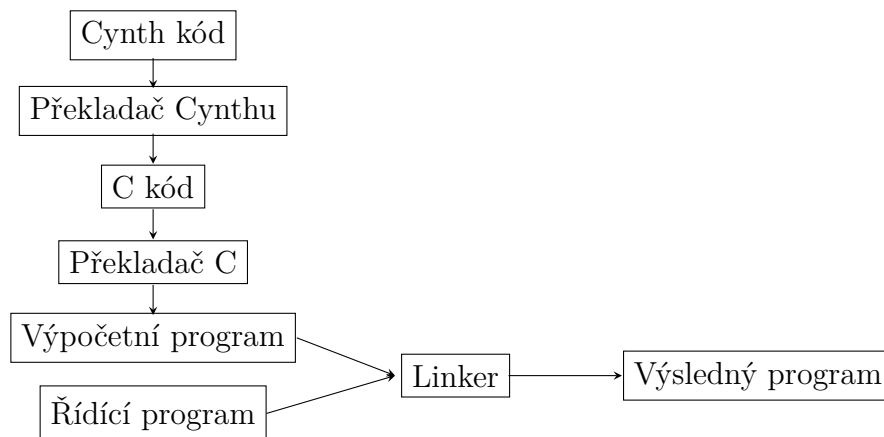 Cynth kód
Překladač Cynthu
C kód
Překladač C
Výpočetní program
Linker
Výsledný program
Řídící program